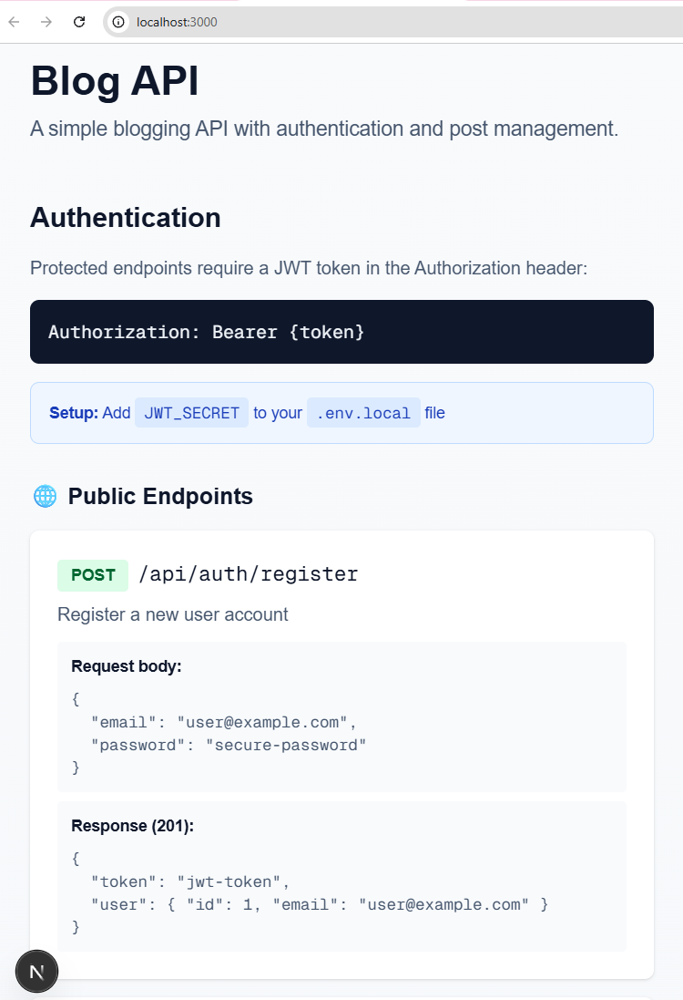 localhost:3000
Blog API
A simple blogging API with authentication and post management.
Authentication
Protected endpoints require a JWT token in the Authorization header:
Authorization: Bearer {token}
Setup: Add JWT_SECRET to your .env.local file
Public Endpoints
POST /api/auth/register
Register a new user account
Request body:
{
  "email": "user@example.com",
  "password": "secure-password"
}
Response (201):
{
  "token": "jwt-token",
  "user": { "id": 1, "email": "user@example.com" }
}
N